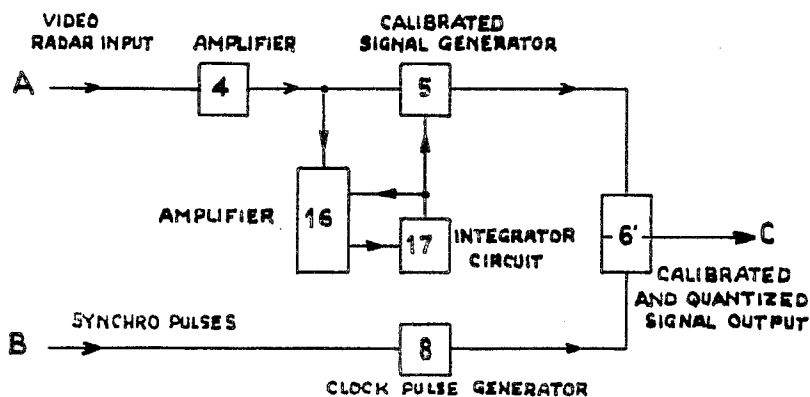 VIDEO
RADAR INPUT
AMPLIFIER
CALIBRATED
SIGNAL GENERATOR
A
4
5
AMPLIFIER
16
17
INTEGRATOR
CIRCUIT
6'
C
CALIBRATED
AND QUANTIZED
SIGNAL OUTPUT
SYNCHRO PULSES
B
8
CLOCK PULSE GENERATOR